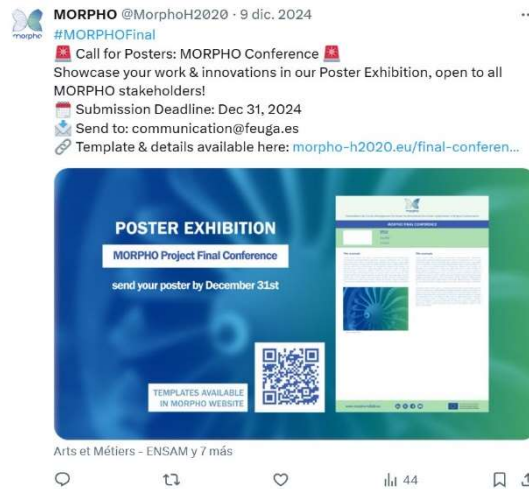 MORPHO @MorphoH2020 · 9 dic. 2024
morpho
#MORPHOFinal
🚨 Call for Posters: MORPHO Conference 🚨
Showcase your work & innovations in our Poster Exhibition, open to all
MORPHO stakeholders!
🗓️ Submission Deadline: Dec 31, 2024
📩 Send to: communication@feuga.es
🔗 Template & details available here: morpho-h2020.eu/final-conferen...
POSTER EXHIBITION
MORPHO Project Final Conference
send your poster by December 31st
TEMPLATES AVAILABLE
IN MORPHO WEBSITE
MORPHO FINAL CONFERENCE
Arts et Métiers - ENSAM y 7 más
44